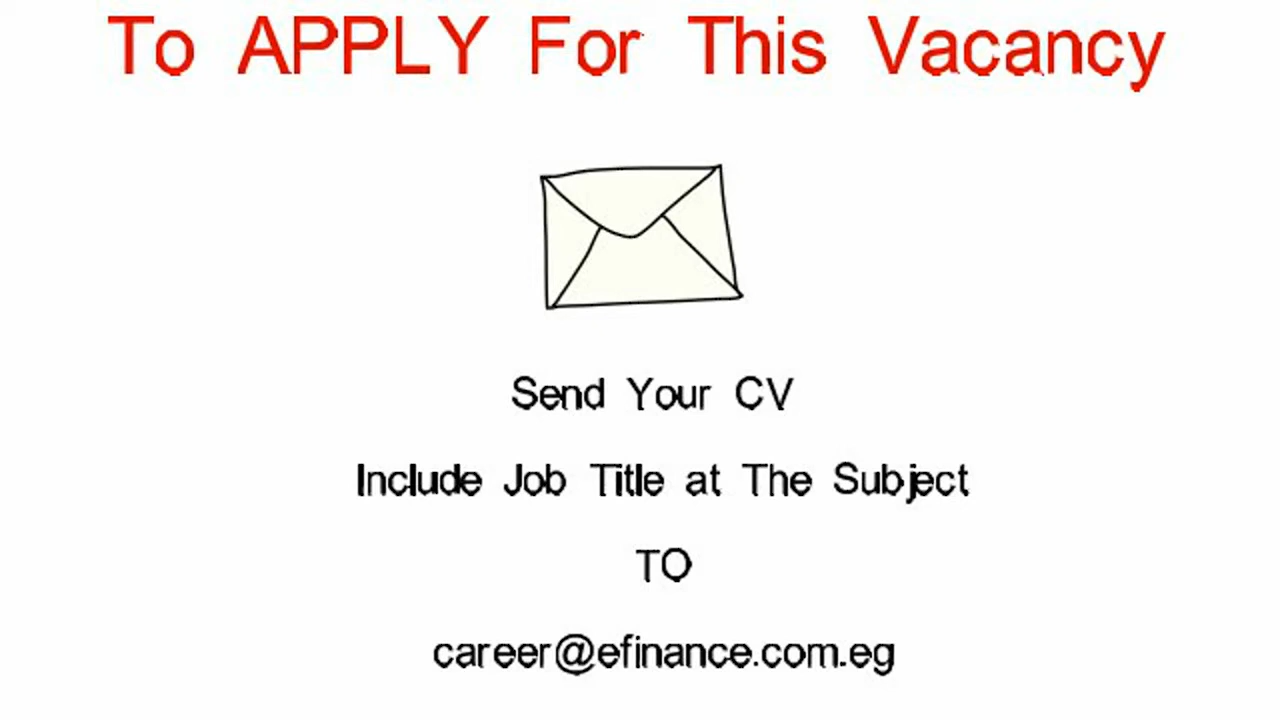 To APPLY For This Vacancy
Send Your CV
Include Job Title at The Subject
TO
career@efinance.com.eg